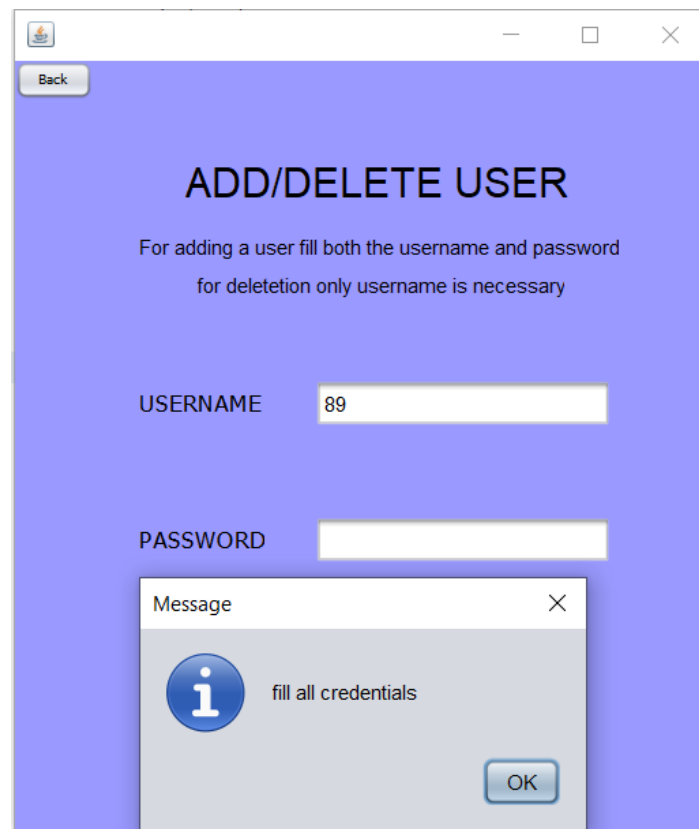 Back
ADD/DELETE USER
For adding a user fill both the username and password
for deletetion only username is necessary
USERNAME
89
PASSWORD
Message
fill all credentials
OK